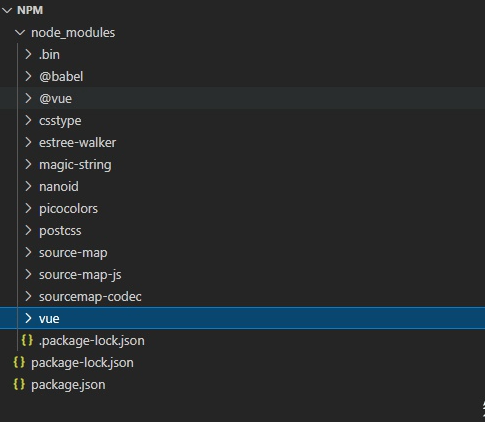 NPM
node_modules
.bin
@babel
@vue
csstype
estree-walker
magic-string
nanoid
picocolors
postcss
source-map
source-map-js
sourcemap-codec
vue
{} .package-lock.json
{} package-lock.json
{} package.json